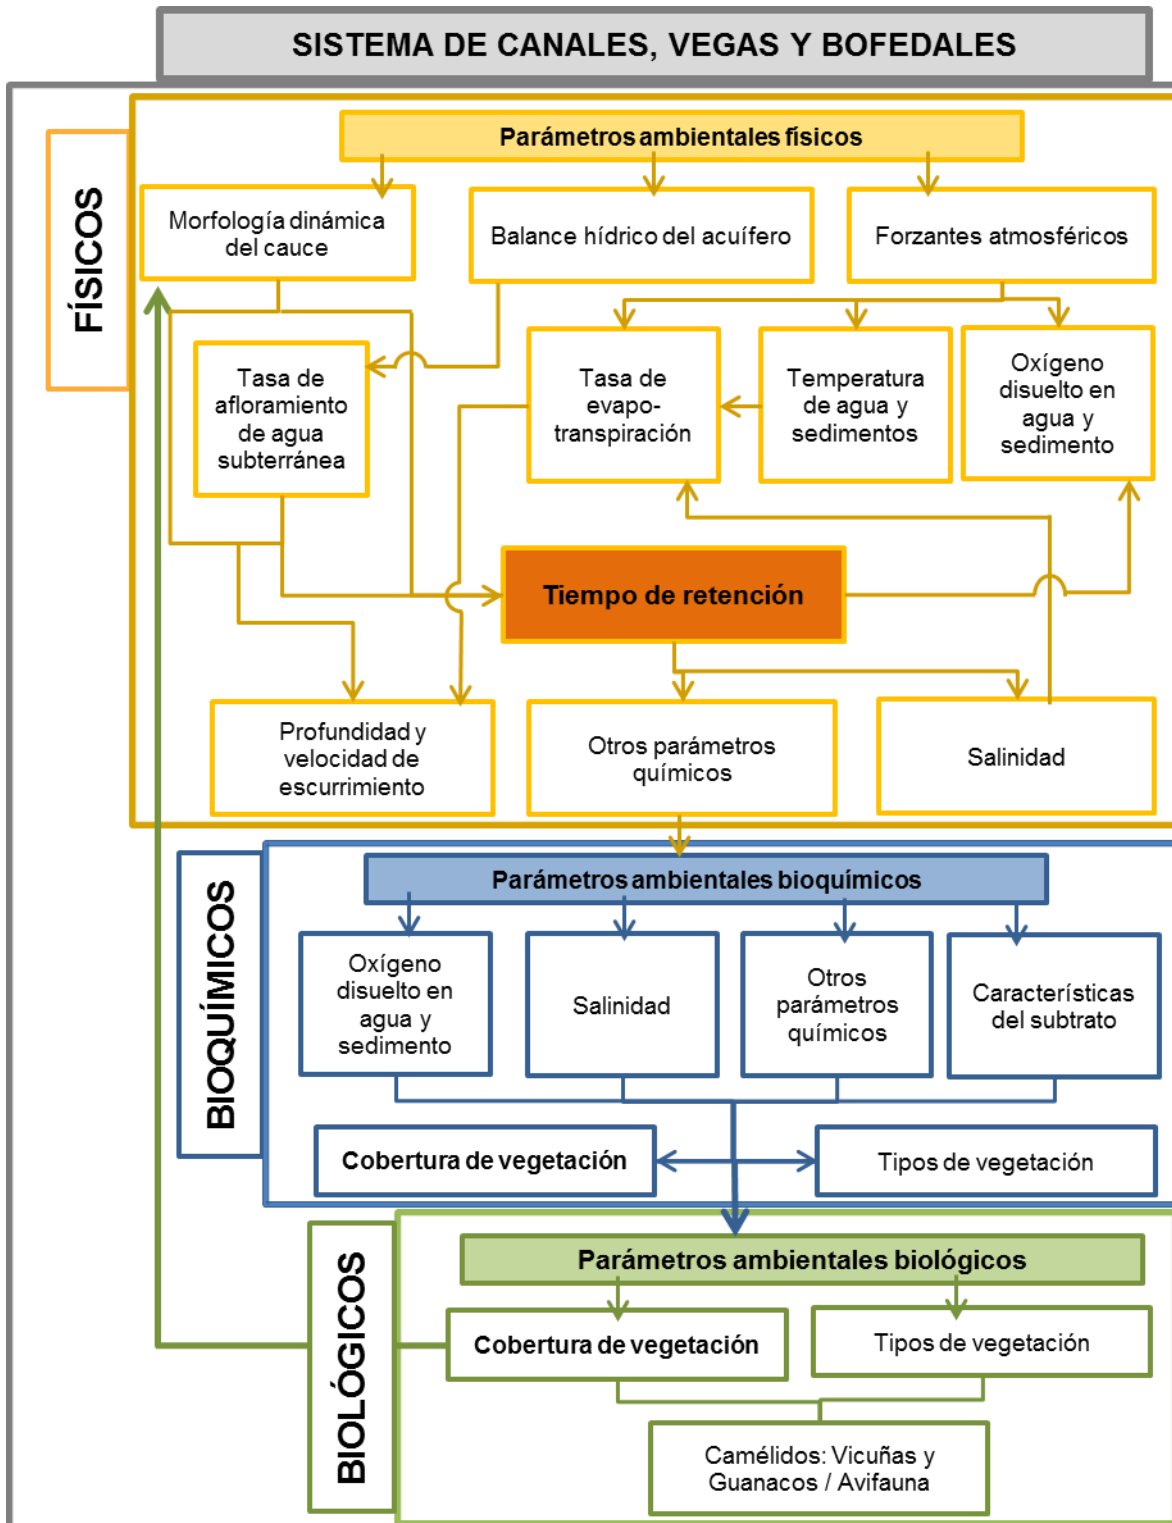 SISTEMA DE CANALES, VEGAS Y BOFEDALES
FÍSICOS
Parámetros ambientales físicos
Morfología dinámica
del cauce
Balance hídrico del acuífero
Forzantes atmosféricos
Tasa de
afloramiento
de agua
subterránea
Tasa de
evapo-
transpiración
Temperatura
de agua y
sedimentos
Oxígeno
disuelto en
agua y
sedimento
Tiempo de retención
Profundidad y
velocidad de
escurrimiento
Otros parámetros
químicos
Salinidad
BIOQUÍMICOS
Parámetros ambientales bioquímicos
Oxígeno
disuelto en
agua y
sedimento
Salinidad
Otros
parámetros
químicos
Características
del subtrato
Cobertura de vegetación
Tipos de vegetación
BIOLÓGICOS
Parámetros ambientales biológicos
Cobertura de vegetación
Tipos de vegetación
Camélidos: Vicuñas y
Guanacos / Avifauna